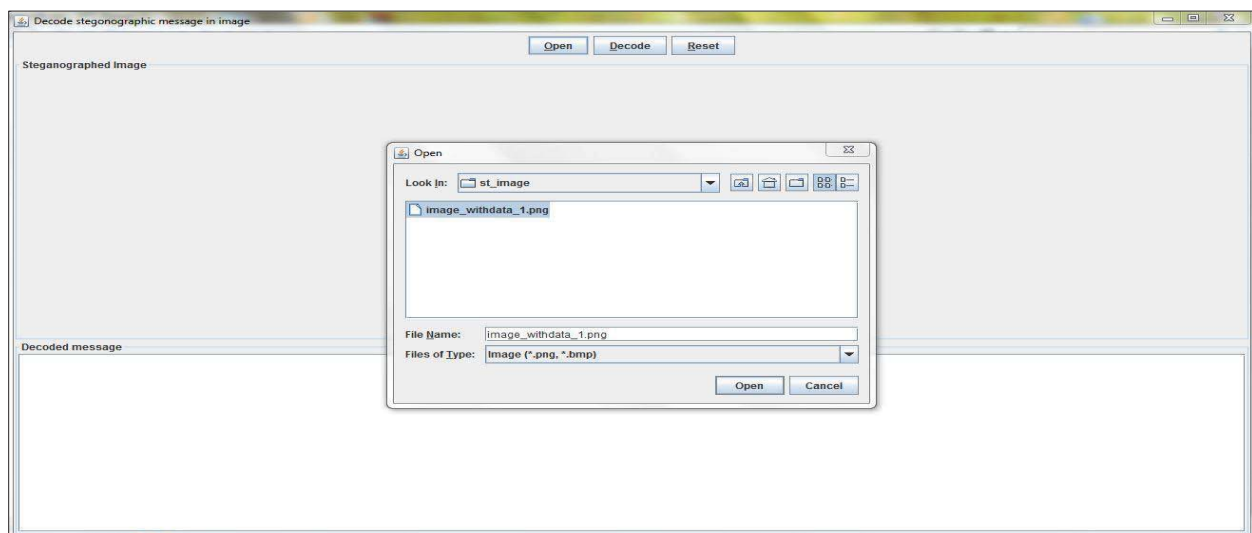 Decode stegonographic message in image
Open Decode Reset
Steganographed Image
Open
Look In: st_image
image_withdata_1.png
File Name: image_withdata_1.png
Files of Type: Image (*.png, *.bmp)
Open Cancel
Decoded message